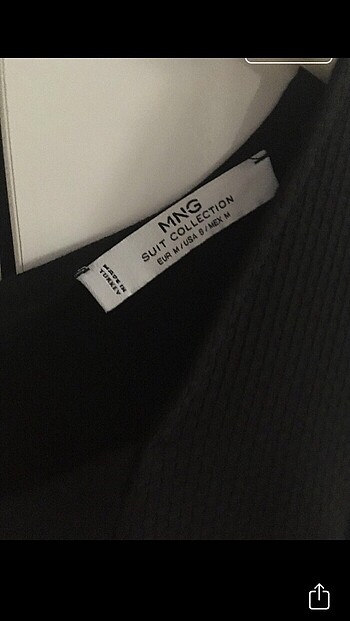 MNG
SUIT COLLECTION
EUR M / USA 8 / MEX M
MADE IN
TURKEY